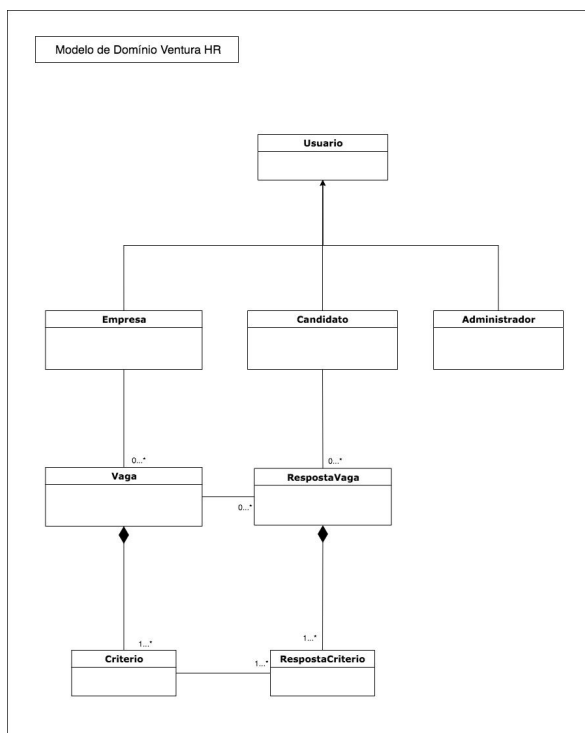 Modelo de Domínio Ventura HR
Usuario
Empresa
Candidato
Administrador
0...*
0...*
Vaga
RespostaVaga
0...*
1...*
1...*
Criterio
RespostaCriterio
1...*